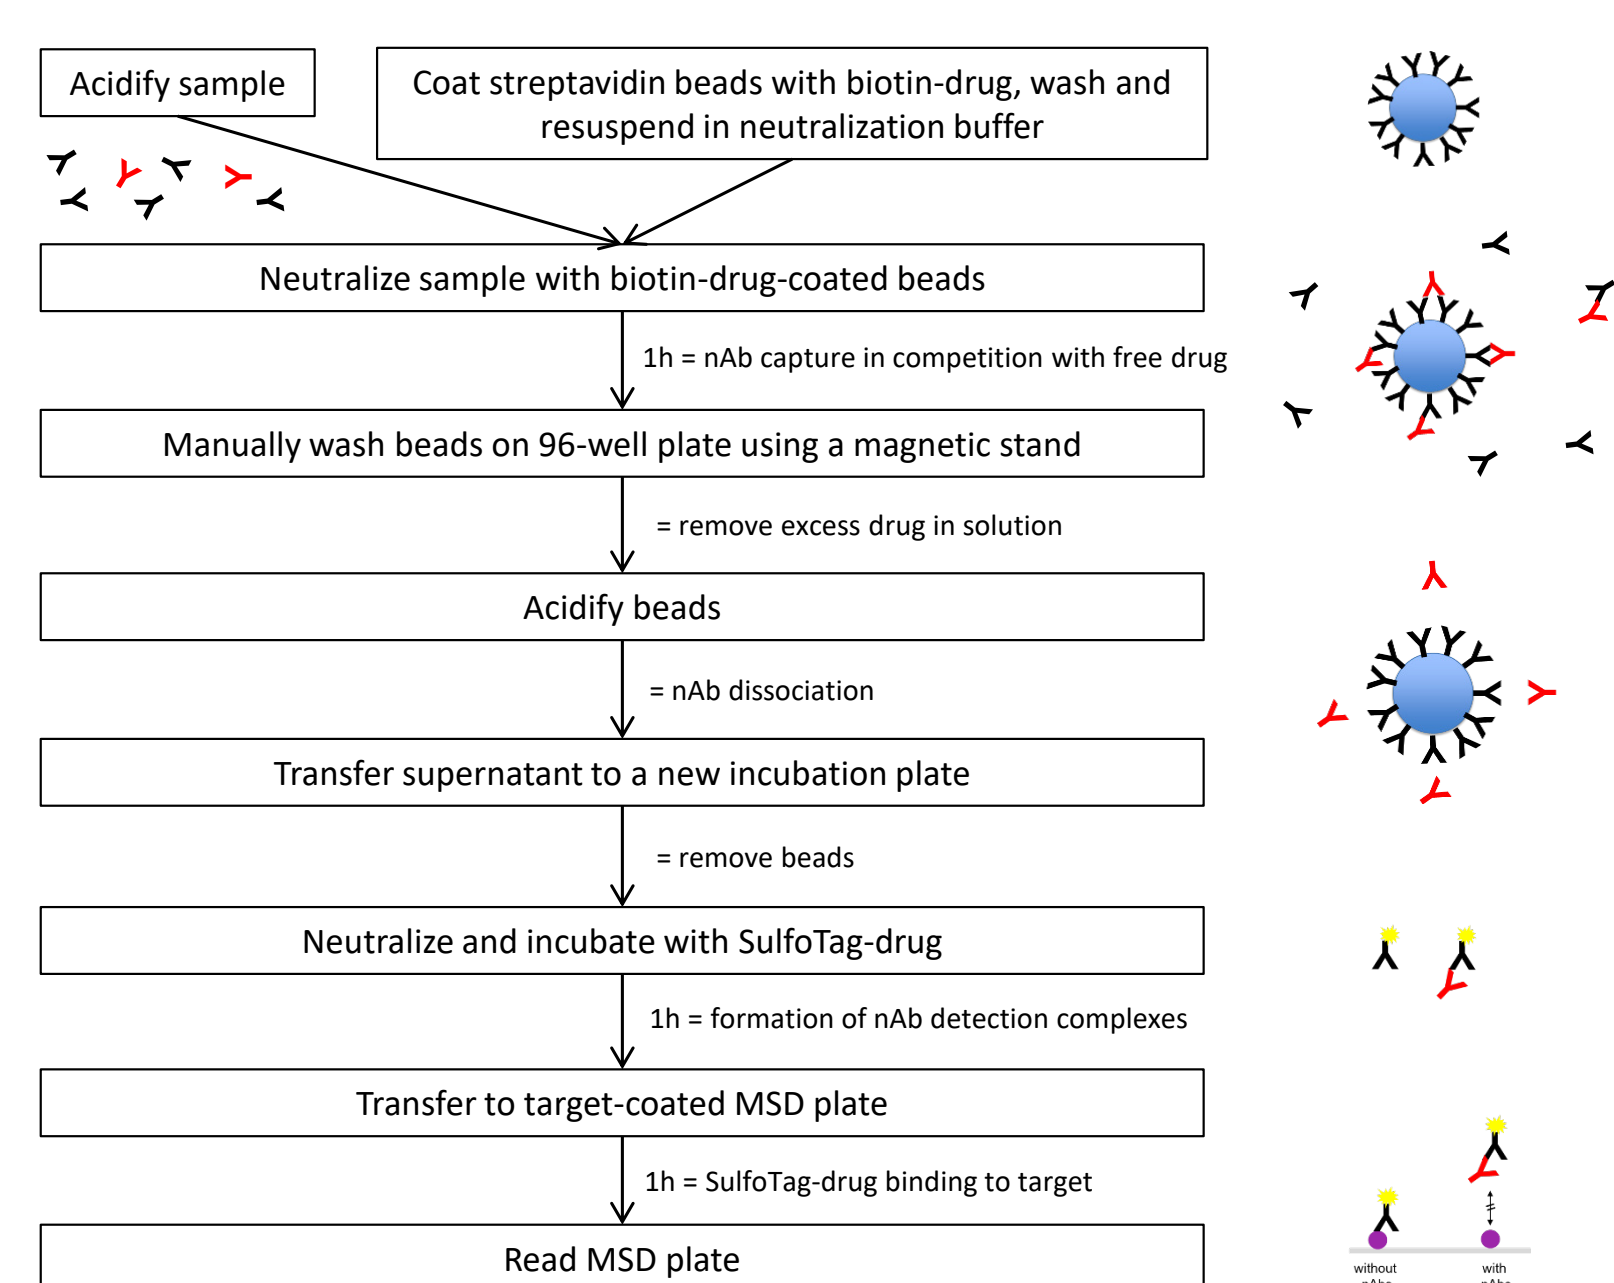 Acidify sample
Coat streptavidin beads with biotin-drug, wash and
resuspend in neutralization buffer
Neutralize sample with biotin-drug-coated beads
1h = nAb capture in competition with free drug
Manually wash beads on 96-well plate using a magnetic stand
= remove excess drug in solution
Acidify beads
= nAb dissociation
Transfer supernatant to a new incubation plate
= remove beads
Neutralize and incubate with SulfoTag-drug
1h = formation of nAb detection complexes
Transfer to target-coated MSD plate
1h = SulfoTag-drug binding to target
Read MSD plate
without
with